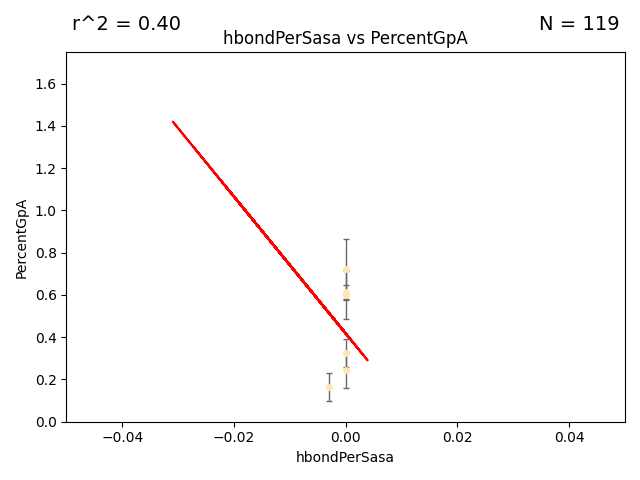 r^2 = 0.40
N = 119
hbondPerSasa vs PercentGpA
1.6
1.4
1.2
1.0
0.8
0.6
0.4
0.2
0.0
PercentGpA
−0.04
−0.02
0.00
0.02
0.04
hbondPerSasa